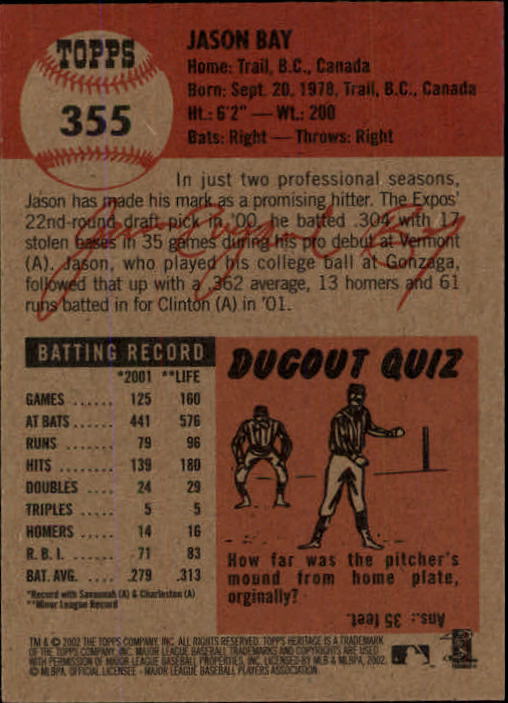 TOPPS
355
JASON BAY
Home: Trail, B.C., Canada
Born: Sept. 20, 1978, Trail, B.C., Canada
Ht.: 6'2" — Wt.: 200
Bats: Right — Throws: Right
In just two professional seasons,
Jason has made his mark as a promising hitter. The Expos'
22nd-round draft pick in '00, he batted .304 with 17
stolen bases in 35 games during his pro debut at Vermont
(A). Jason, who played his college ball at Gonzaga,
followed that up with a .362 average, 13 homers and 61
runs batted in for Clinton (A) in '01.
BATTING RECORD
*2001 **LIFE
GAMES ...... 125 160
AT BATS ...... 441 576
RUNS ...... 79 96
HITS ...... 139 180
DOUBLES .... 24 29
TRIPLES ..... 5 5
HOMERS ..... 14 16
R. B. I. ...... 71 83
BAT. AVG. .... .279 .313
*Record with Savannah (A) & Charleston (A)
**Minor League Record
DUGOUT QUIZ
How far was the pitcher's
mound from home plate,
orginally?
Ans.: 35 feet.
TM & © 2002 THE TOPPS COMPANY, INC. ALL RIGHTS RESERVED. TOPPS HERITAGE IS A TRADEMARK
OF THE TOPPS COMPANY, INC. MAJOR LEAGUE BASEBALL TRADEMARKS AND COPYRIGHTS ARE USED
WITH PERMISSION OF MAJOR LEAGUE BASEBALL PROPERTIES, INC. LICENSED BY MLB & MLBPA, 2002.
© MLBPA. OFFICIAL LICENSEE - MAJOR LEAGUE BASEBALL PLAYERS ASSOCIATION